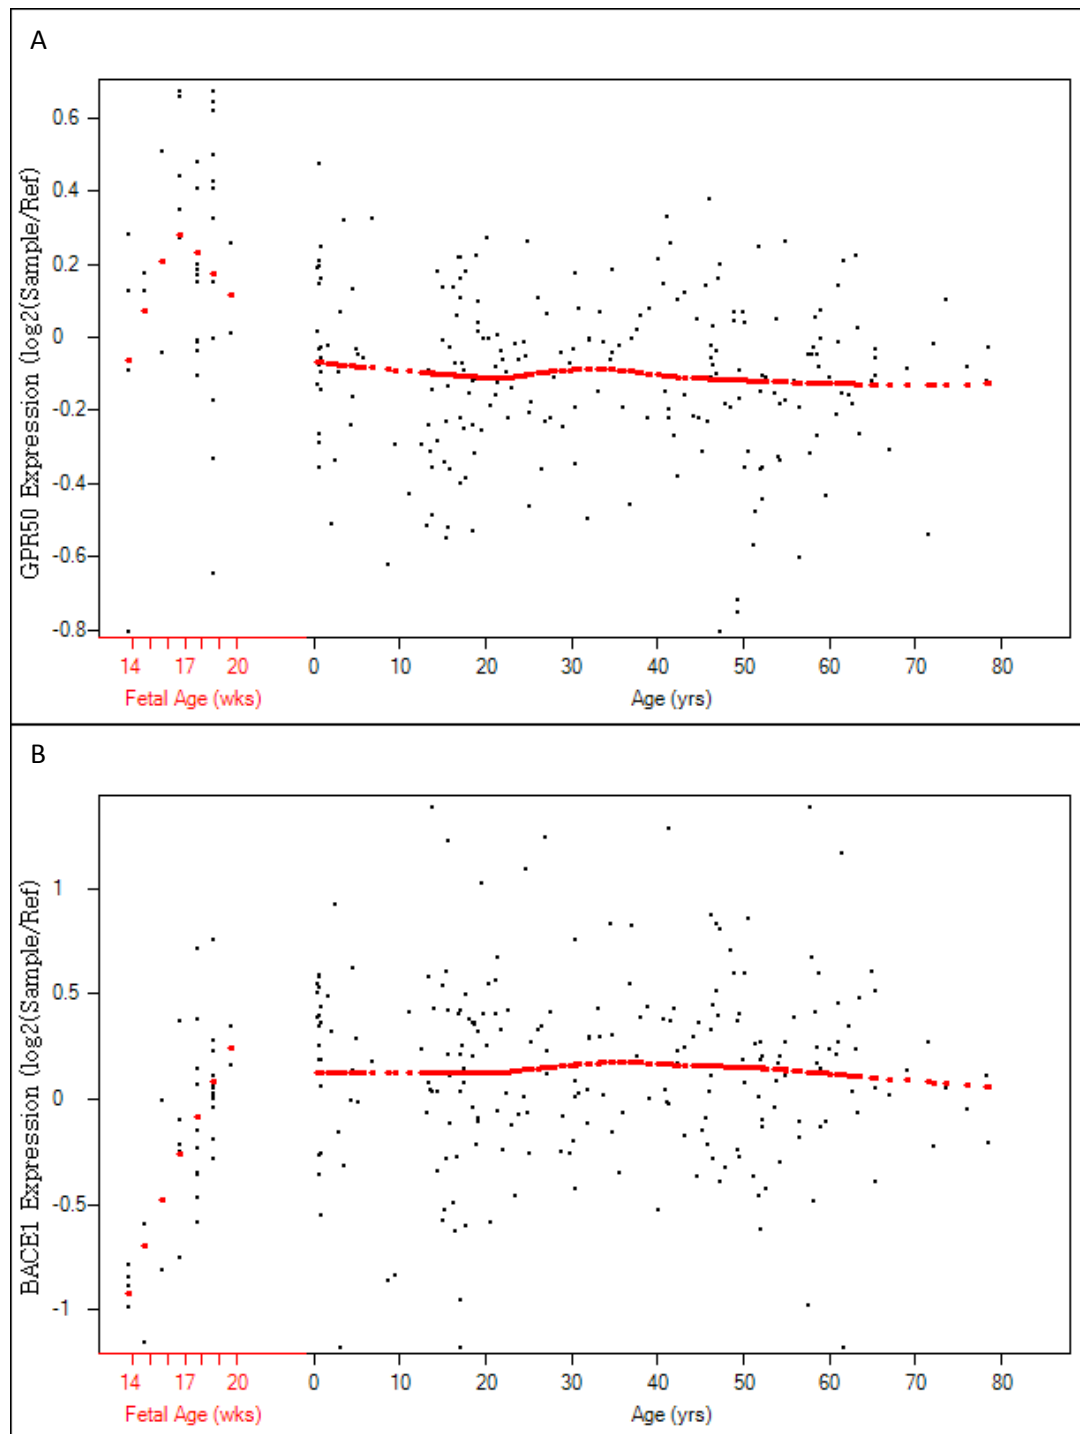 A
GPR50 Expression (log2(Sample/Ref)
0.6
0.4
0.2
0
-0.2
-0.4
-0.6
-0.8
14 17 20 0 10 20 30 40 50 60 70 80
Fetal Age (wks) Age (yrs)
B
BACE1 Expression (log2(Sample/Ref)
1
0.5
0
-0.5
-1
14 17 20 0 10 20 30 40 50 60 70 80
Fetal Age (wks) Age (yrs)